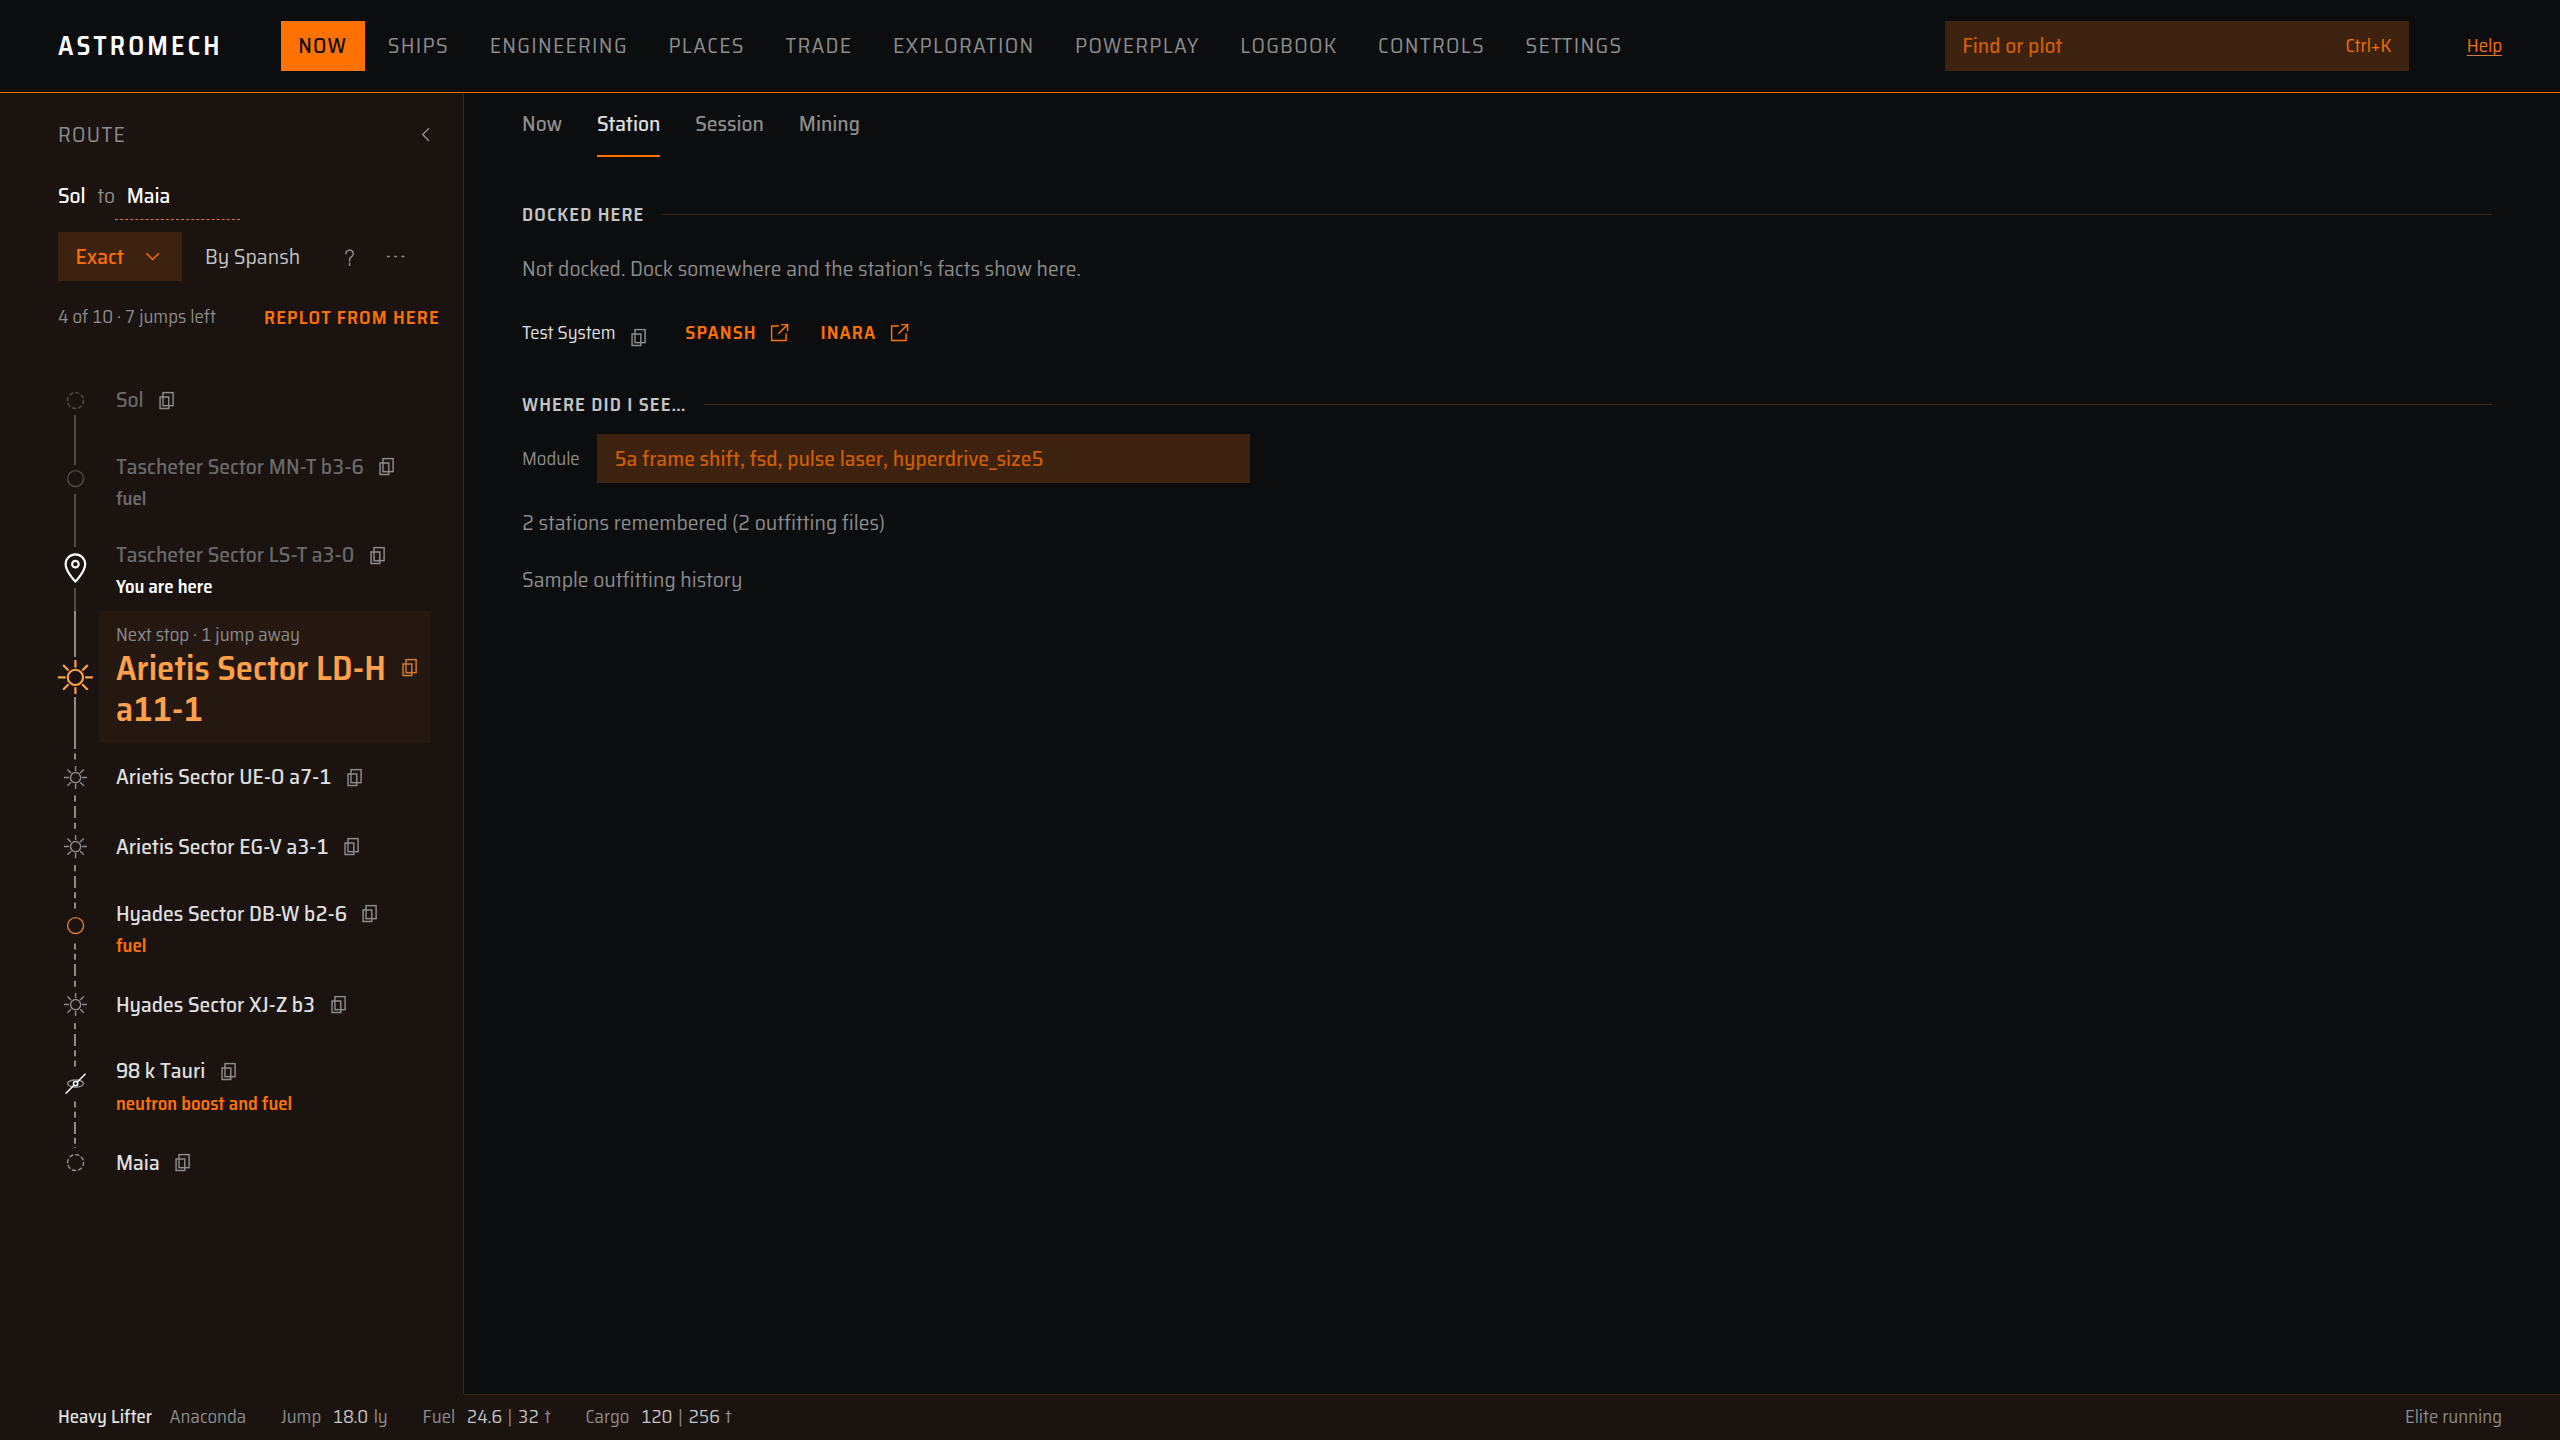 ASTROMECH NOW SHIPS ENGINEERING PLACES TRADE EXPLORATION POWERPLAY LOGBOOK CONTROLS SETTINGS Find or plot Ctrl+K Help
ROUTE
Sol to Maia
Exact By Spansh ? ---
4 of 10 · 7 jumps left REPLOT FROM HERE
Sol
Tascheter Sector MN-T b3-6
fuel
Tascheter Sector LS-T a3-0
You are here
Next stop · 1 jump away
Arietis Sector LD-H
a11-1
Arietis Sector UE-O a7-1
Arietis Sector EG-V a3-1
Hyades Sector DB-W b2-6
fuel
Hyades Sector XJ-Z b3
98 k Tauri
neutron boost and fuel
Maia
Now Station Session Mining
DOCKED HERE
Not docked. Dock somewhere and the station's facts show here.
Test System SPANSH INARA
WHERE DID I SEE...
Module 5a frame shift, fsd, pulse laser, hyperdrive_size5
2 stations remembered (2 outfitting files)
Sample outfitting history
Heavy Lifter Anaconda Jump 18.0 ly Fuel 24.6 | 32 t Cargo 120 | 256 t Elite running